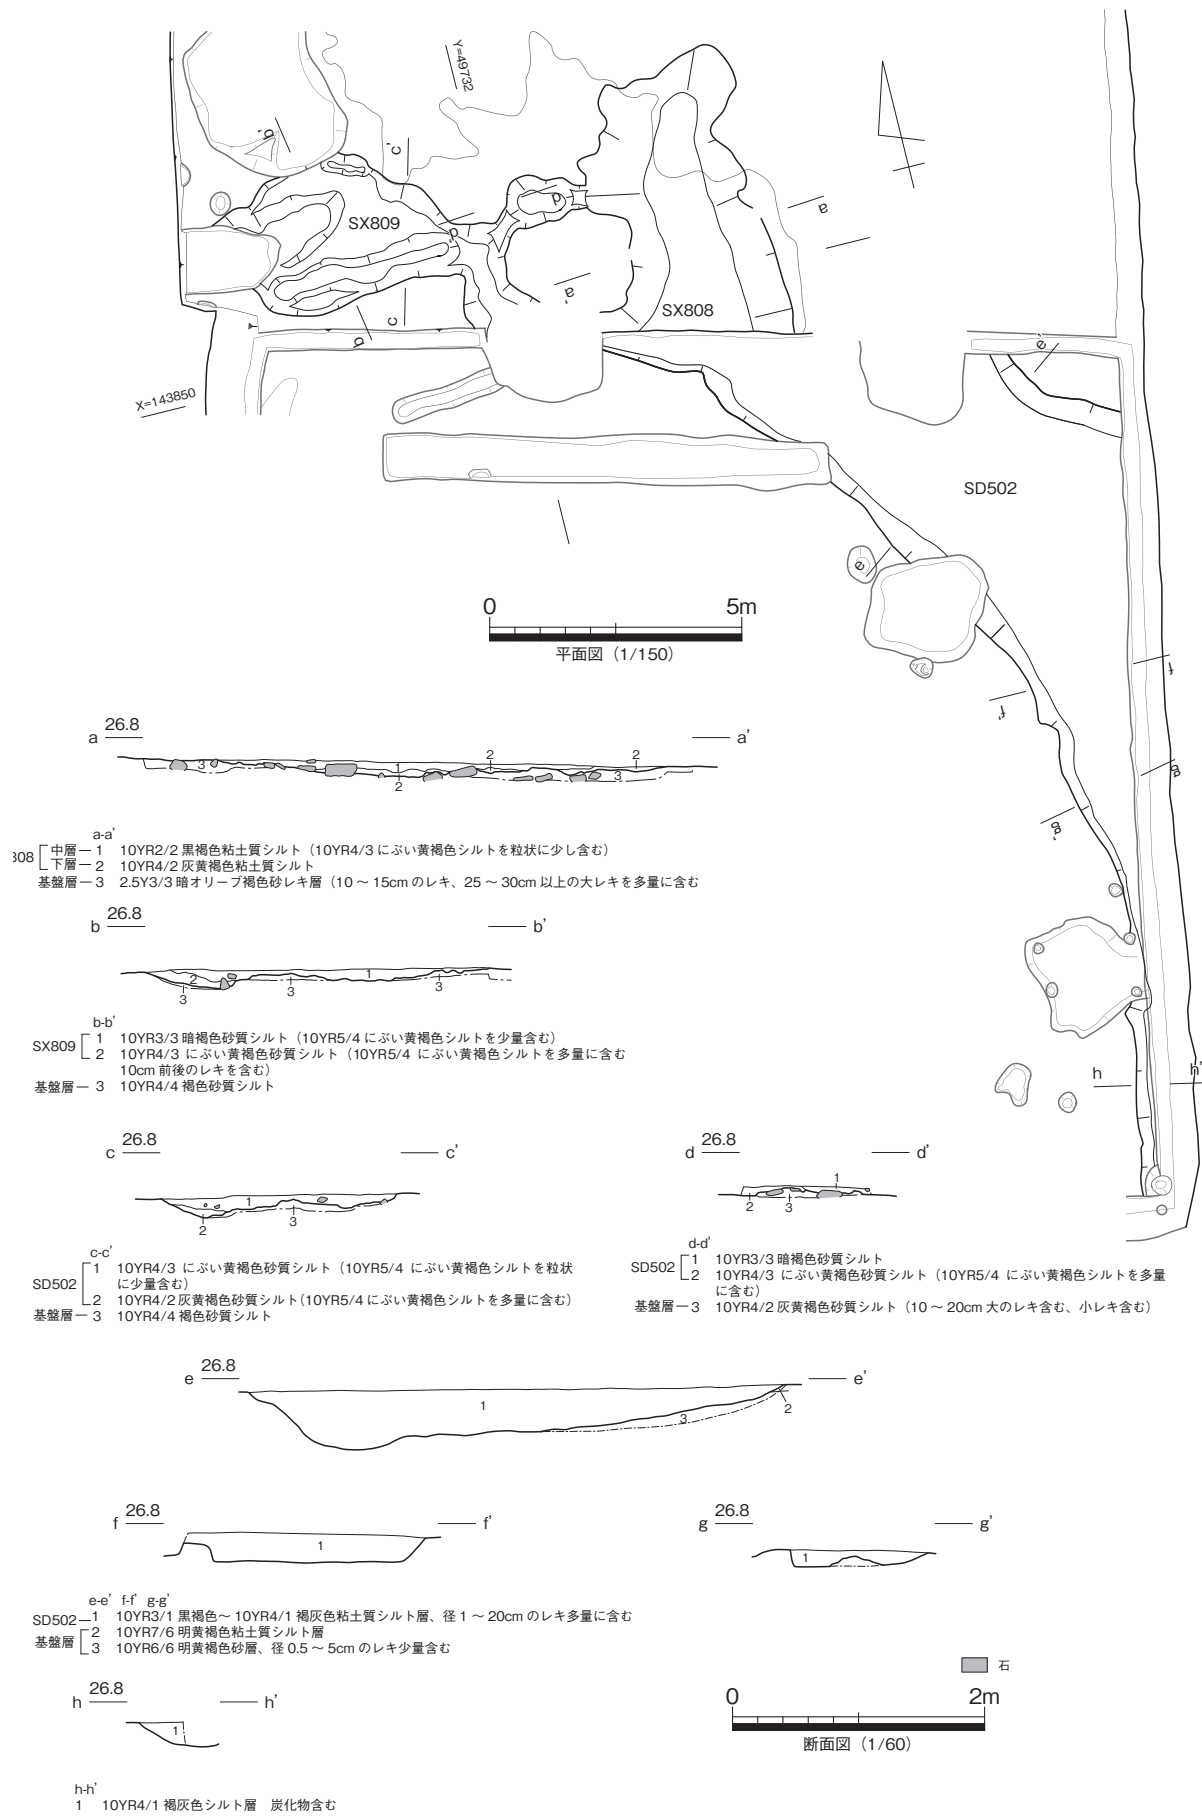 Y=49732
b'
c'
SX809
d
d'
a
a'
c
b
SX808
e'
X=143850
SD502
e
0 5m
平面図（1/150）
f
f'
g
g'
h h'
a 26.8 a'
2 2
3 1 3
2
a-a'
808 中層 1 10YR2/2 黒褐色粘土質シルト（10YR4/3 にぶい黄褐色シルトを粒状に少し含む）
下層 2 10YR4/2 灰黄褐色粘土質シルト
基盤層 3 2.5Y3/3 暗オリーブ褐色砂レキ層（10～15cm のレキ、25～30cm 以上の大レキを多量に含む
b 26.8 b'
2 1
3 3 3
b-b'
SX809 1 10YR3/3 暗褐色砂質シルト（10YR5/4 にぶい黄褐色シルトを少量含む）
2 10YR4/3 にぶい黄褐色砂質シルト（10YR5/4 にぶい黄褐色シルトを多量に含む
10cm 前後のレキを含む）
基盤層 3 10YR4/4 褐色砂質シルト
c 26.8 c'
1
2 3
c-c'
SD502 1 10YR4/3 にぶい黄褐色砂質シルト（10YR5/4 にぶい黄褐色シルトを粒状
に少量含む）
2 10YR4/2 灰黄褐色砂質シルト（10YR5/4 にぶい黄褐色シルトを多量に含む）
基盤層 3 10YR4/4 褐色砂質シルト
d 26.8 d'
1
2 3
d-d'
SD502 1 10YR3/3 暗褐色砂質シルト
2 10YR4/3 にぶい黄褐色砂質シルト（10YR5/4 にぶい黄褐色シルトを多量
に含む）
基盤層 3 10YR4/2 灰黄褐色砂質シルト（10～20cm 大のレキ含む、小レキ含む）
e 26.8 e'
1 3 2
f 26.8 f'
1
g 26.8 g'
1
e-e' f-f' g-g'
SD502 1 10YR3/1 黒褐色～10YR4/1 褐灰色粘土質シルト層、径 1～20cm のレキ多量に含む
基盤層 2 10YR7/6 明黄褐色粘土質シルト層
3 10YR6/6 明黄褐色砂層、径 0.5～5cm のレキ少量含む
石
h 26.8 h'
1
0 2m
断面図（1/60）
h-h'
1 10YR4/1 褐灰色シルト層　炭化物含む